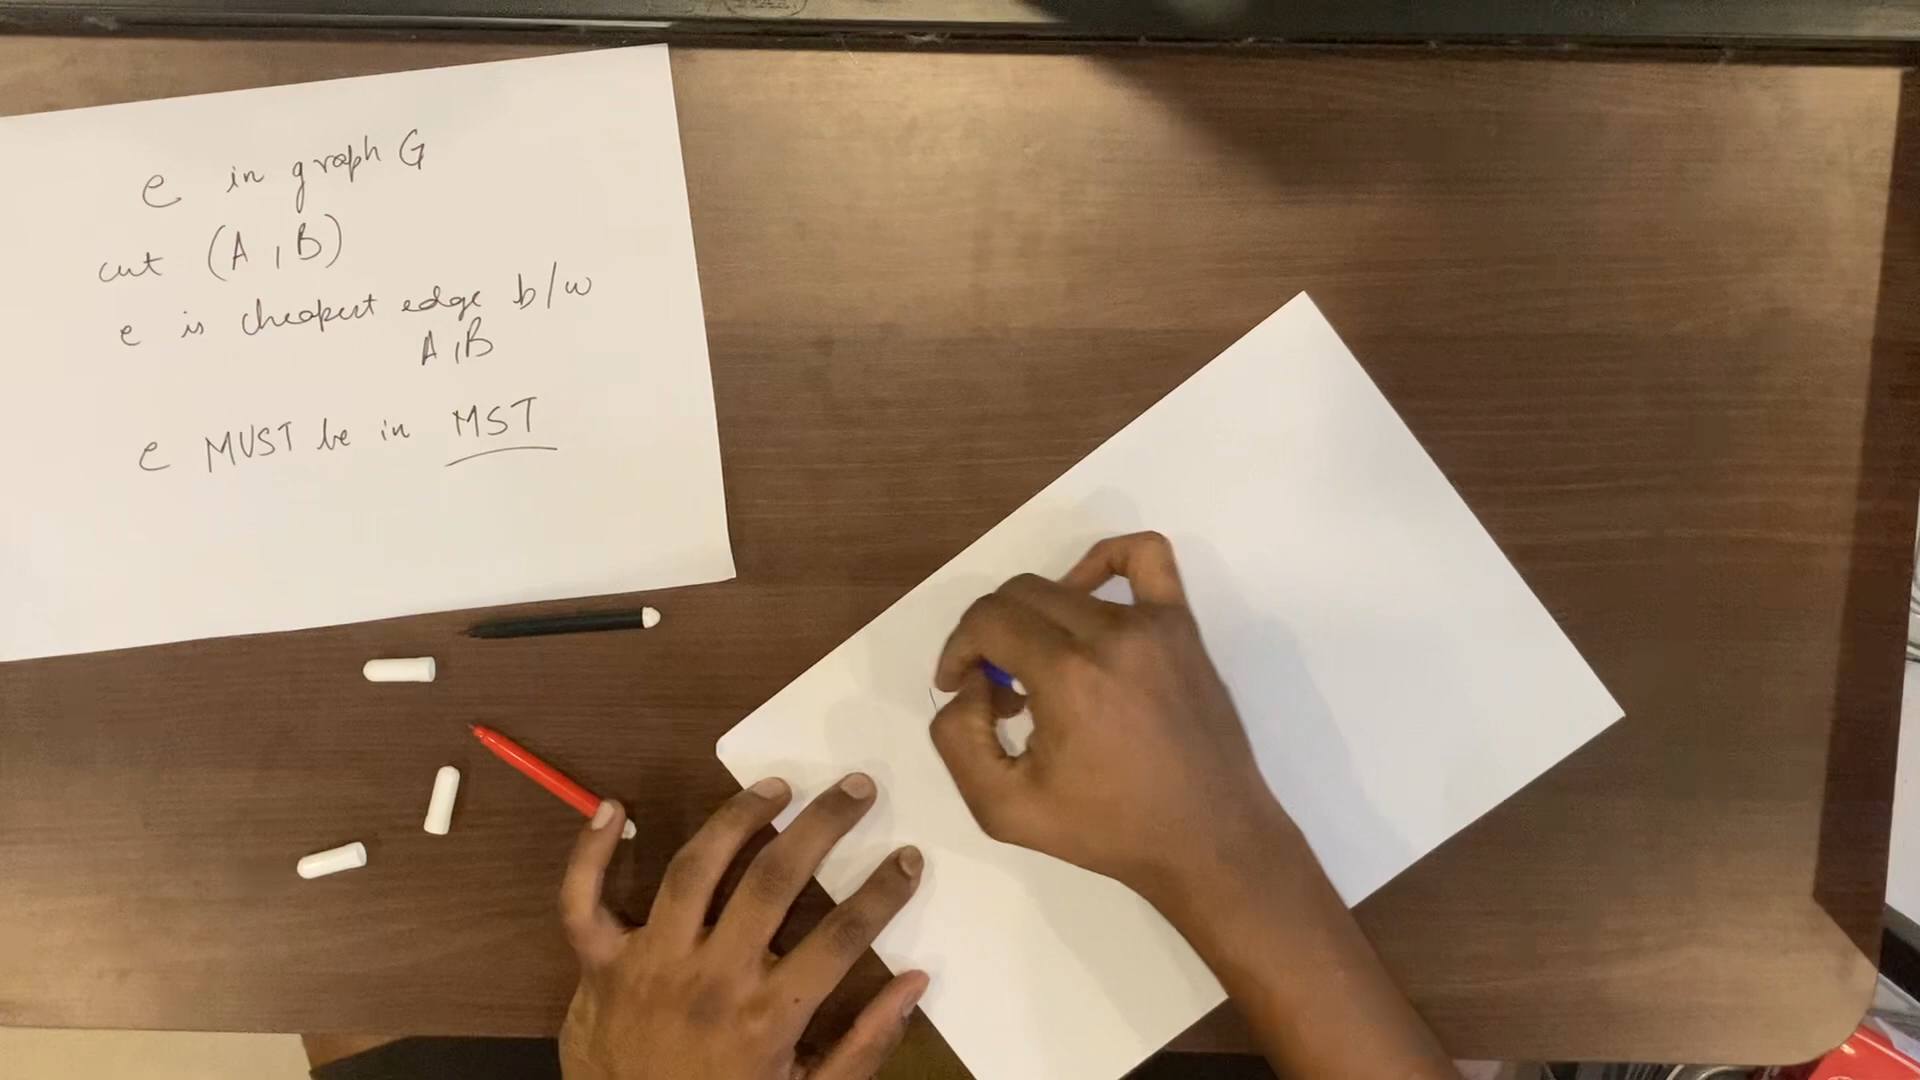 e in graph G
cut (A, B)
e is cheapest edge b/w
A, B
e MUST be in MST